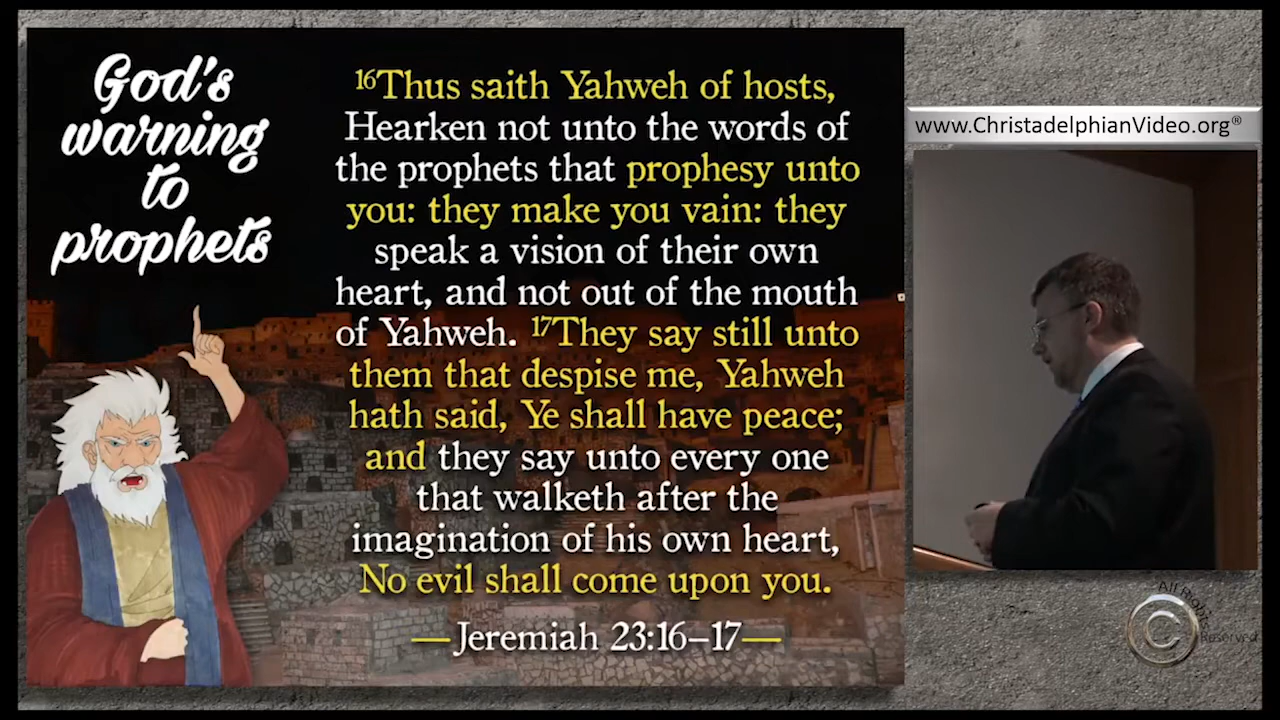 God's
warning
to
prophets
¹⁶Thus saith Yahweh of hosts,
Hearken not unto the words of
the prophets that prophesy unto
you: they make you vain: they
speak a vision of their own
heart, and not out of the mouth
of Yahweh. ¹⁷They say still unto
them that despise me, Yahweh
hath said, Ye shall have peace;
and they say unto every one
that walketh after the
imagination of his own heart,
No evil shall come upon you.
—Jeremiah 23:16–17—
www.ChristadelphianVideo.org®
All Rights
Reserved
©